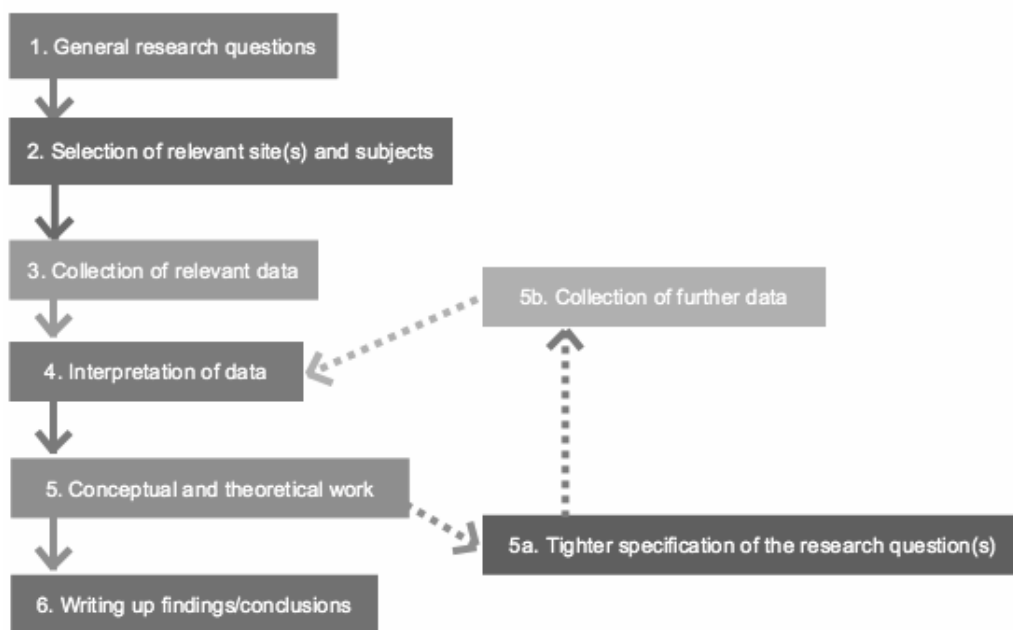 1. General research questions
2. Selection of relevant site(s) and subjects
3. Collection of relevant data
5b. Collection of further data
4. Interpretation of data
5. Conceptual and theoretical work
5a. Tighter specification of the research question(s)
6. Writing up findings/conclusions